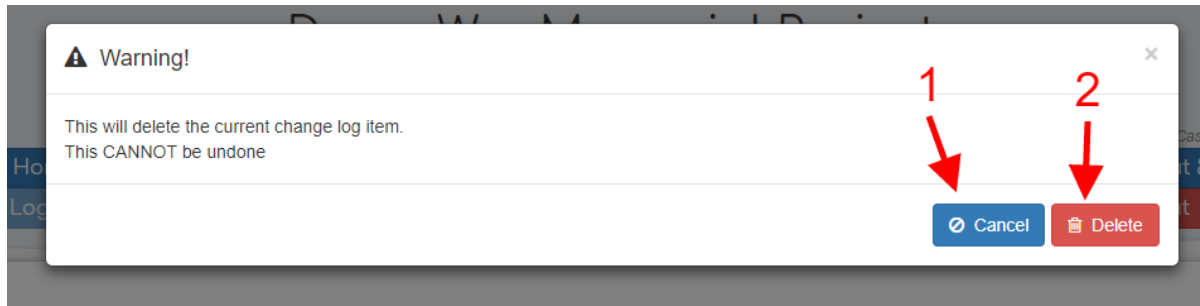 Warning!
×
1
2
This will delete the current change log item.
This CANNOT be undone
Cancel
Delete